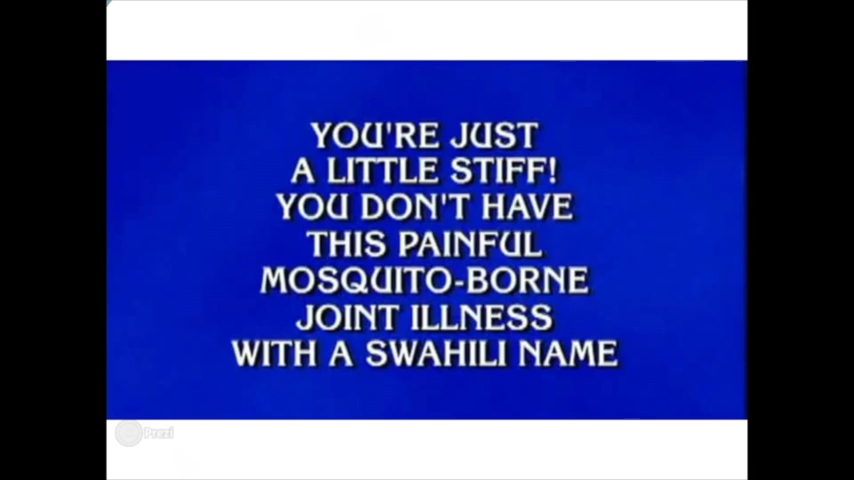 YOU'RE JUST
A LITTLE STIFF!
YOU DON'T HAVE
THIS PAINFUL
MOSQUITO-BORNE
JOINT ILLNESS
WITH A SWAHILI NAME
Prezi